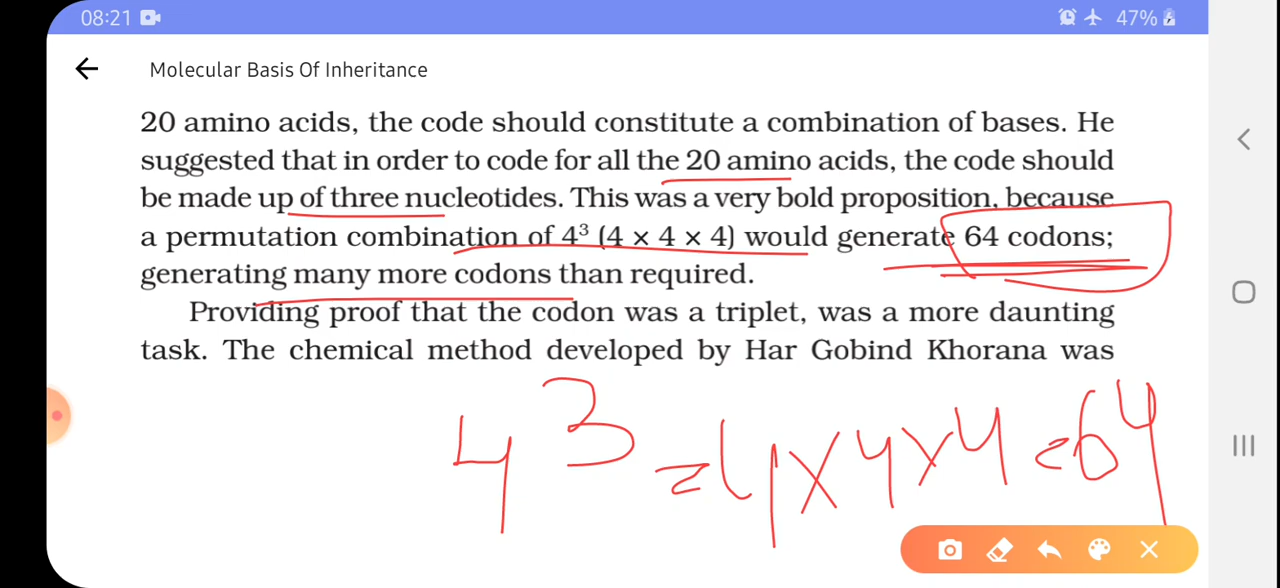 08:21 47%
Molecular Basis Of Inheritance
20 amino acids, the code should constitute a combination of bases. He
suggested that in order to code for all the 20 amino acids, the code should
be made up of three nucleotides. This was a very bold proposition, because
a permutation combination of 4³ (4 × 4 × 4) would generate 64 codons;
generating many more codons than required.
Providing proof that the codon was a triplet, was a more daunting
task. The chemical method developed by Har Gobind Khorana was
4³ = 4×4×4 = 64